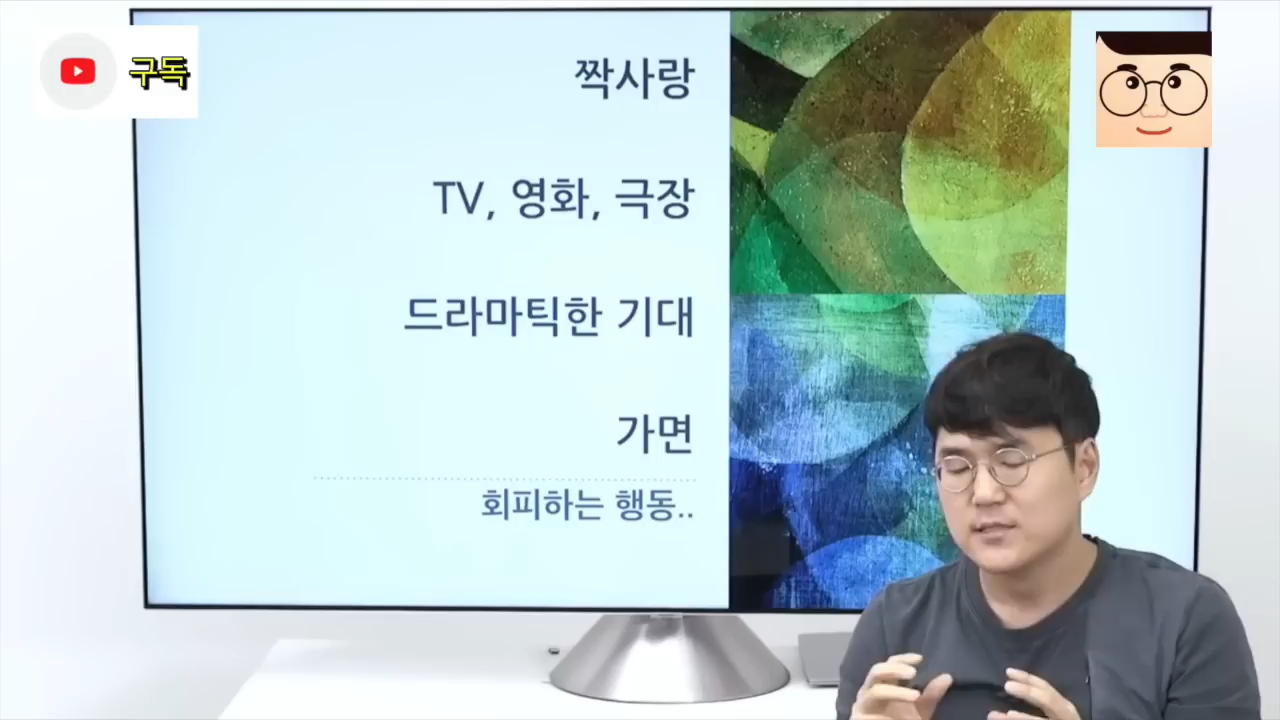 구독
짝사랑
TV, 영화, 극장
드라마틱한 기대
가면
회피하는 행동..